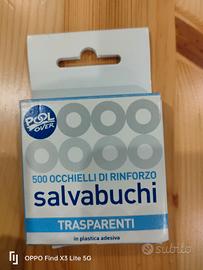 POOL
OVER
500 OCCHIELLI DI RINFORZO
salvabuchi
TRASPARENTI
in plastica adesiva
OPPO Find X3 Lite 5G
subito